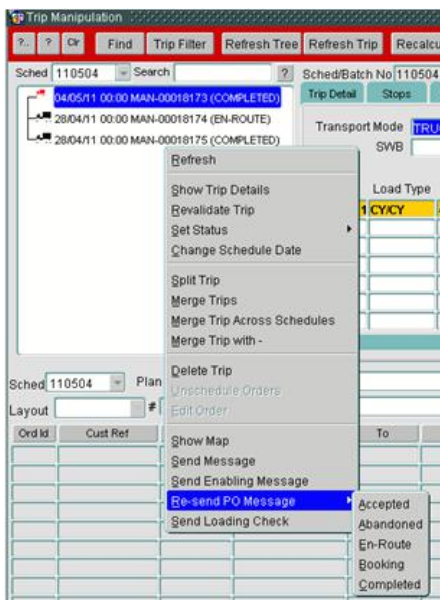 Trip Manipulation
?.. ? Clr Find Trip Filter Refresh Tree Refresh Trip Recalcu
Sched 110504 Search ? Sched/Batch No 110504
04/05/11 00:00 MAN-00018173 (COMPLETED)
28/04/11 00:00 MAN-00018174 (EN-ROUTE)
28/04/11 00:00 MAN-00018175 (COMPLETED)
Trip Detail Stops
Transport Mode TRU
SWB
Load Type
1 CY/CY
Refresh
Show Trip Details
Revalidate Trip
Set Status
Change Schedule Date
Split Trip
Merge Trips
Merge Trip Across Schedules
Merge Trip with -
Delete Trip
Unschedule Orders
Edit Order
Show Map
Send Message
Send Enabling Message
Re-send PO Message
Send Loading Check
Accepted
Abandoned
En-Route
Booking
Completed
Sched 110504 Plan
Layout #
Ord Id Cust Ref To